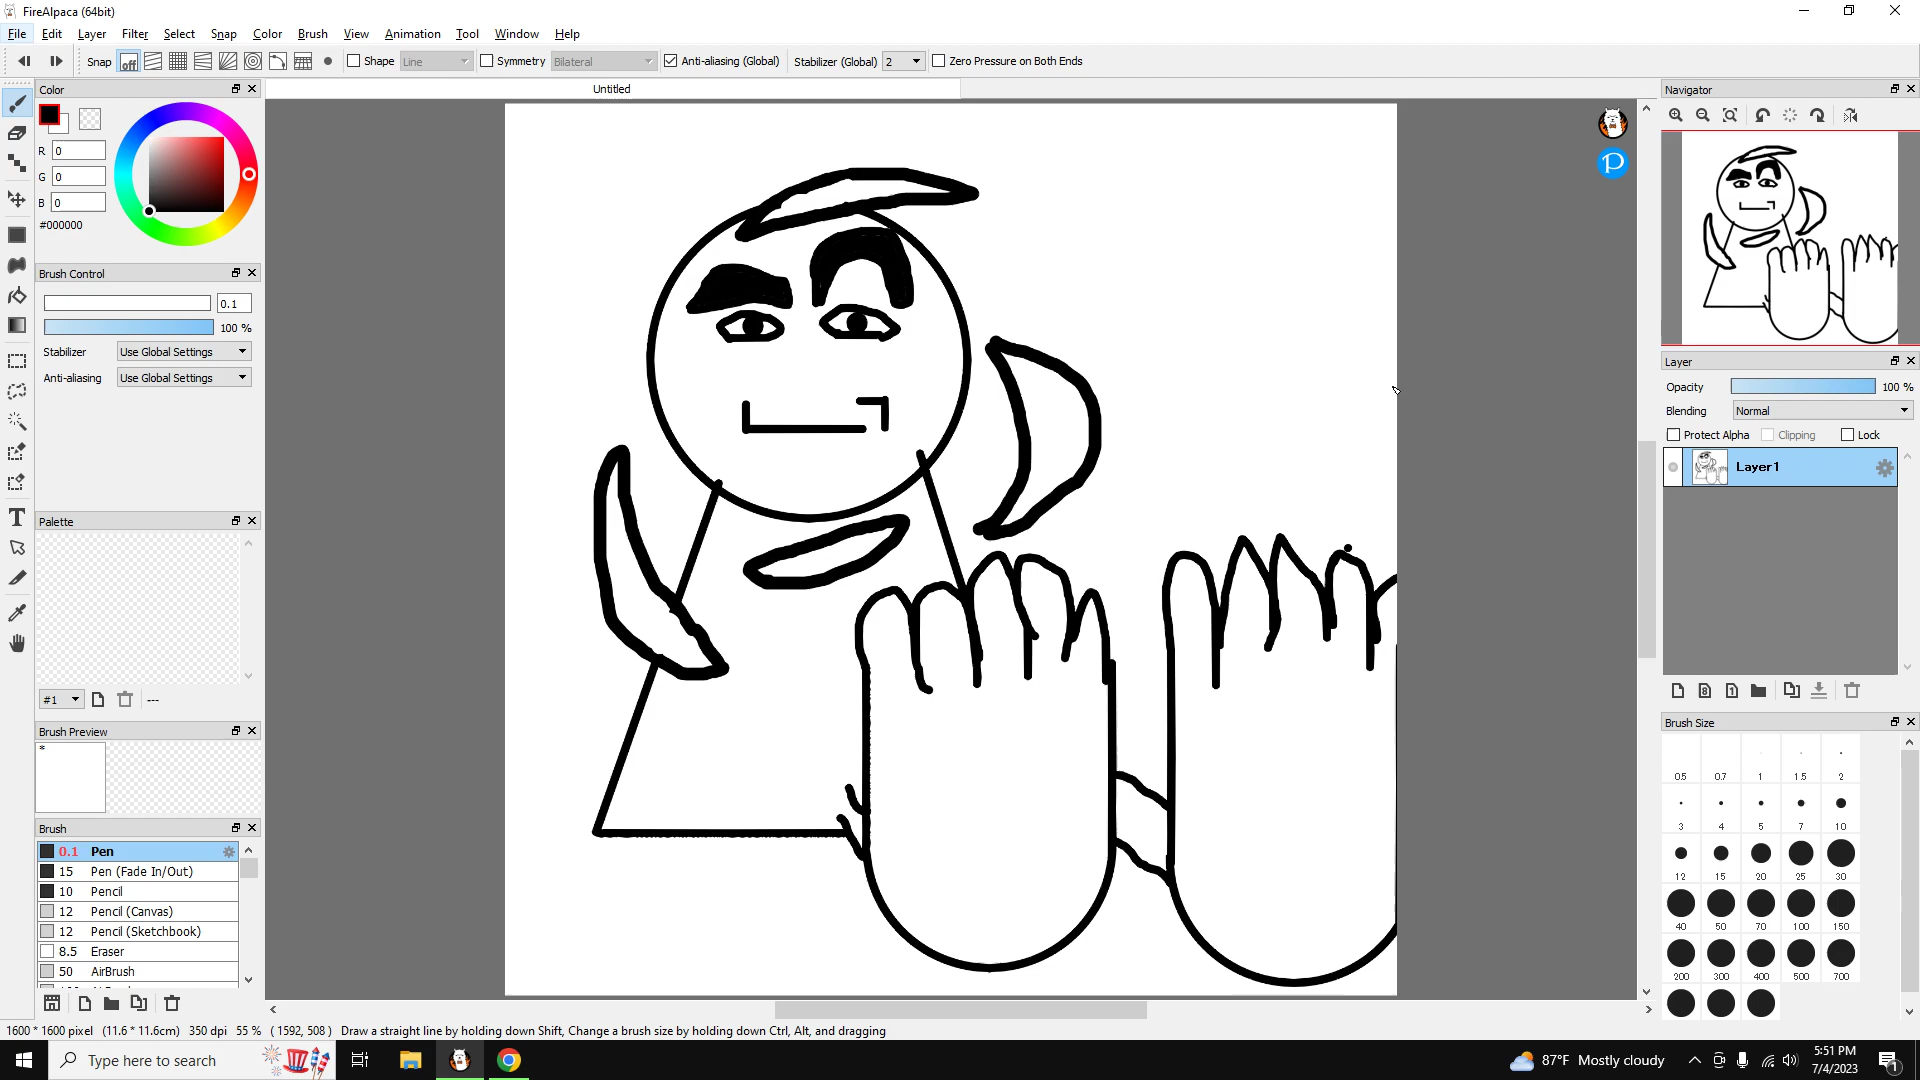 FireAlpaca (64bit)
File Edit Layer Filter Select Snap Color Brush View Animation Tool Window Help
Snap off Shape Line Symmetry Bilateral Anti-aliasing (Global) Stabilizer (Global) 2 Zero Pressure on Both Ends
Color
R 0
G 0
B 0
#000000
Brush Control
0.1
100 %
Stabilizer Use Global Settings
Anti-aliasing Use Global Settings
Palette
#1 ---
Brush Preview
*
Brush
0.1 Pen
15 Pen (Fade In/Out)
10 Pencil
12 Pencil (Canvas)
12 Pencil (Sketchbook)
8.5 Eraser
50 AirBrush
Untitled
P
Navigator
Layer
Opacity 100 %
Blending Normal
Protect Alpha Clipping Lock
Layer1
8 1
Brush Size
0.5 0.7 1 1.5 2
3 4 5 7 10
12 15 20 25 30
40 50 70 100 150
200 300 400 500 700
1600 * 1600 pixel (11.6 * 11.6cm) 350 dpi 55 % ( 1592, 508 ) Draw a straight line by holding down Shift, Change a brush size by holding down Ctrl, Alt, and dragging
Type here to search
87°F Mostly cloudy
5:51 PM
7/4/2023
1